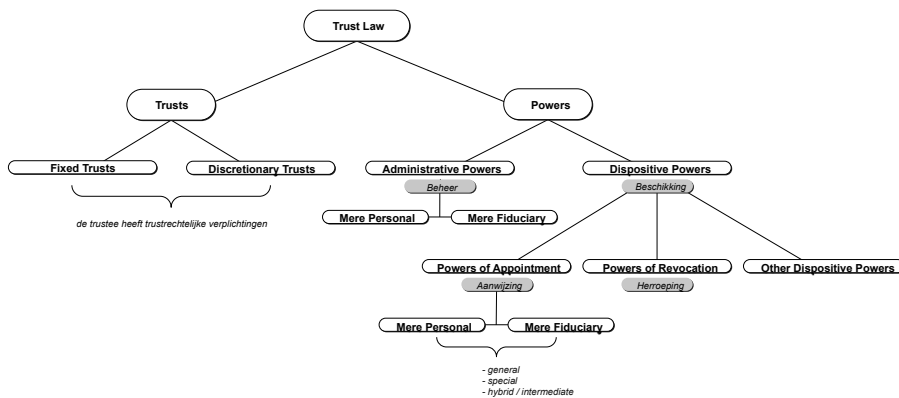 Trust Law
Trusts
Powers
Fixed Trusts
Discretionary Trusts
Administrative Powers
Dispositive Powers
Beheer
Beschikking
de trustee heeft trustrechtelijke verplichtingen
Mere Personal
Mere Fiduciary
Powers of Appointment
Powers of Revocation
Other Dispositive Powers
Aanwijzing
Herroeping
Mere Personal
Mere Fiduciary
- general
- special
- hybrid / intermediate